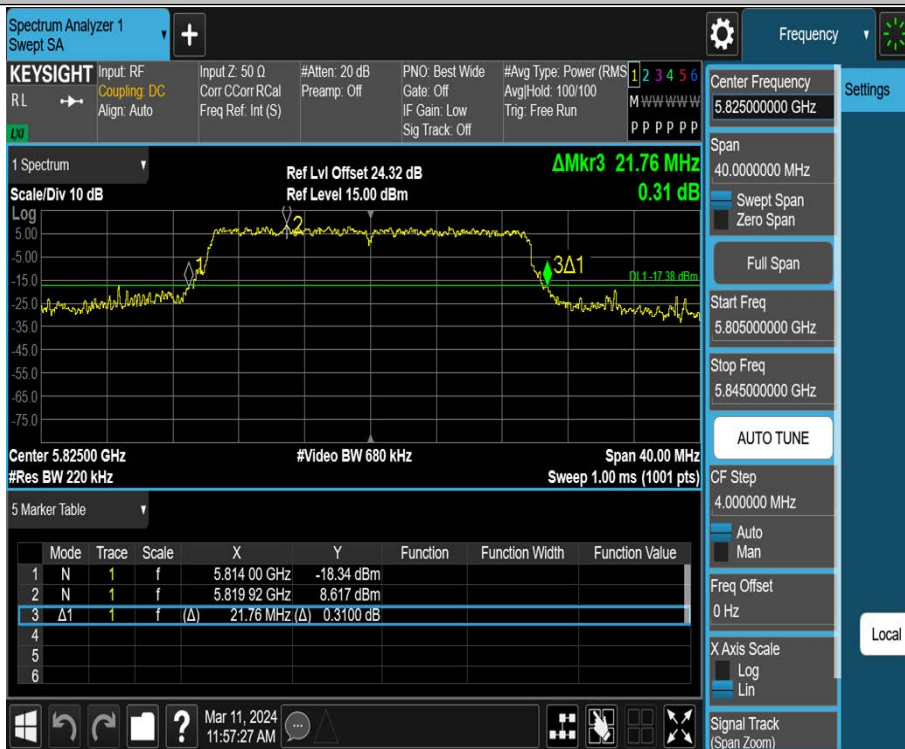 Spectrum Analyzer 1
Swept SA
+
Frequency
KEYSIGHT
RL
LXI
Input: RF
Coupling: DC
Align: Auto
Input Z: 50 Ω
Corr CCorr RCal
Freq Ref: Int (S)
#Atten: 20 dB
Preamp: Off
PNO: Best Wide
Gate: Off
IF Gain: Low
Sig Track: Off
#Avg Type: Power (RMS
Avg|Hold: 100/100
Trig: Free Run
1 2 3 4 5 6
M W W W W W
P P P P P P
1 Spectrum
Scale/Div 10 dB
Ref Lvl Offset 24.32 dB
Ref Level 15.00 dBm
ΔMkr3 21.76 MHz
0.31 dB
Log
5.00
-5.00
-15.0
-25.0
-35.0
-45.0
-55.0
-65.0
-75.0
1
2
3Δ1
DL1 -17.38 dBm
Center 5.82500 GHz
#Video BW 680 kHz
Span 40.00 MHz
#Res BW 220 kHz
Sweep 1.00 ms (1001 pts)
5 Marker Table
Mode Trace Scale X Y Function Function Width Function Value
1 N 1 f 5.814 00 GHz -18.34 dBm
2 N 1 f 5.819 92 GHz 8.617 dBm
3 Δ1 1 f (Δ) 21.76 MHz (Δ) 0.3100 dB
4
5
6
?
Mar 11, 2024
11:57:27 AM
Center Frequency
5.825000000 GHz
Settings
Span
40.0000000 MHz
Swept Span
Zero Span
Full Span
Start Freq
5.805000000 GHz
Stop Freq
5.845000000 GHz
AUTO TUNE
CF Step
4.000000 MHz
Auto
Man
Freq Offset
0 Hz
Local
X Axis Scale
Log
Lin
Signal Track
(Span Zoom)